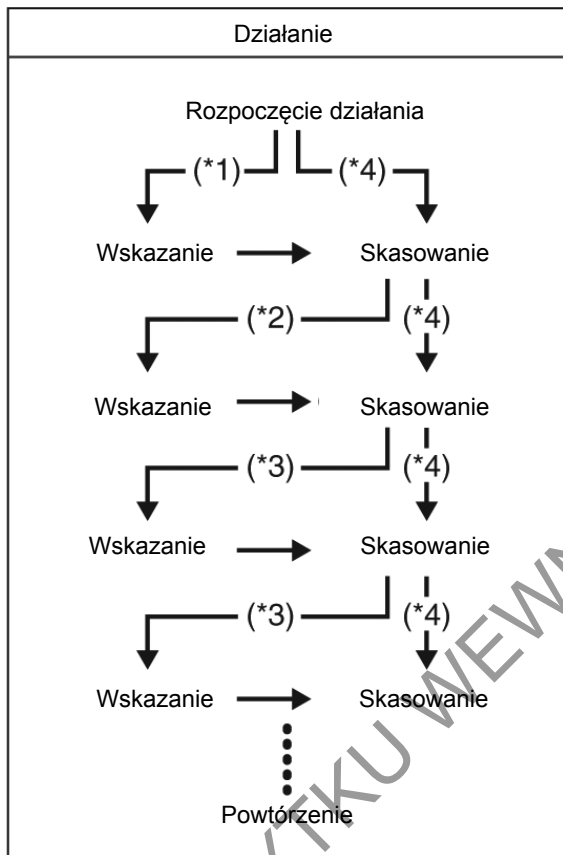 Działanie
Rozpoczęcie działania
(*1) (*4)
Wskazanie Skasowanie
(*2) (*4)
Wskazanie Skasowanie
(*3) (*4)
Wskazanie Skasowanie
(*3) (*4)
Wskazanie Skasowanie
Powtórzenie